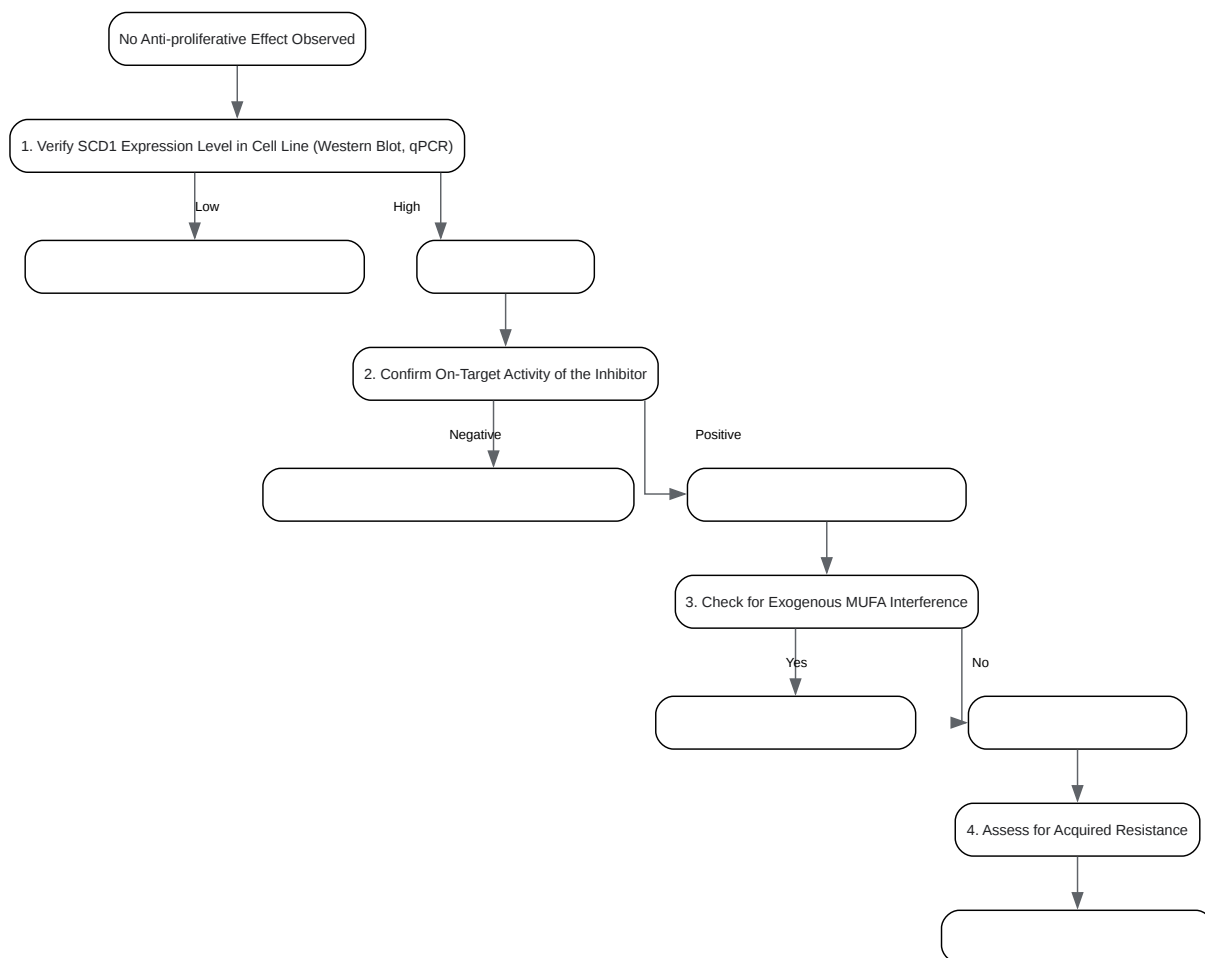 No Anti-proliferative Effect Observed
1. Verify SCD1 Expression Level in Cell Line (Western Blot, qPCR)
Low
High
2. Confirm On-Target Activity of the Inhibitor
Negative
Positive
3. Check for Exogenous MUFA Interference
Yes
No
4. Assess for Acquired Resistance